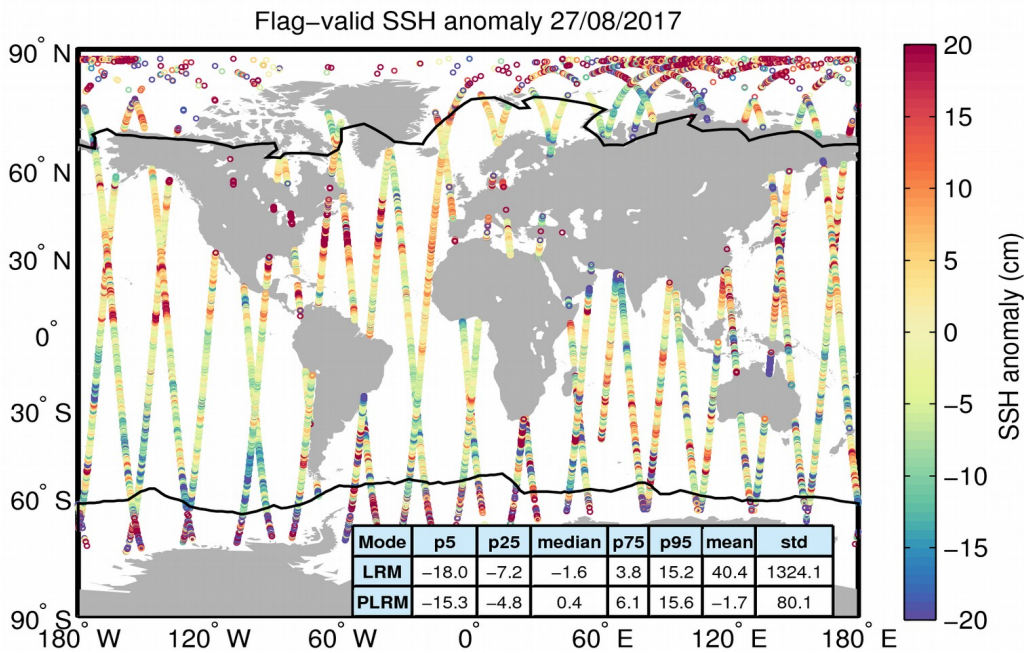 Flag−valid SSH anomaly 27/08/2017
90° N
60° N
30° N
0°
30° S
60° S
90° S
180° W 120° W 60° W 0° 60° E 120° E 180° E
Mode p5 p25 median p75 p95 mean std
LRM −18.0 −7.2 −1.6 3.8 15.2 40.4 1324.1
PLRM −15.3 −4.8 0.4 6.1 15.6 −1.7 80.1
20
15
10
5
0
−5
−10
−15
−20
SSH anomaly (cm)